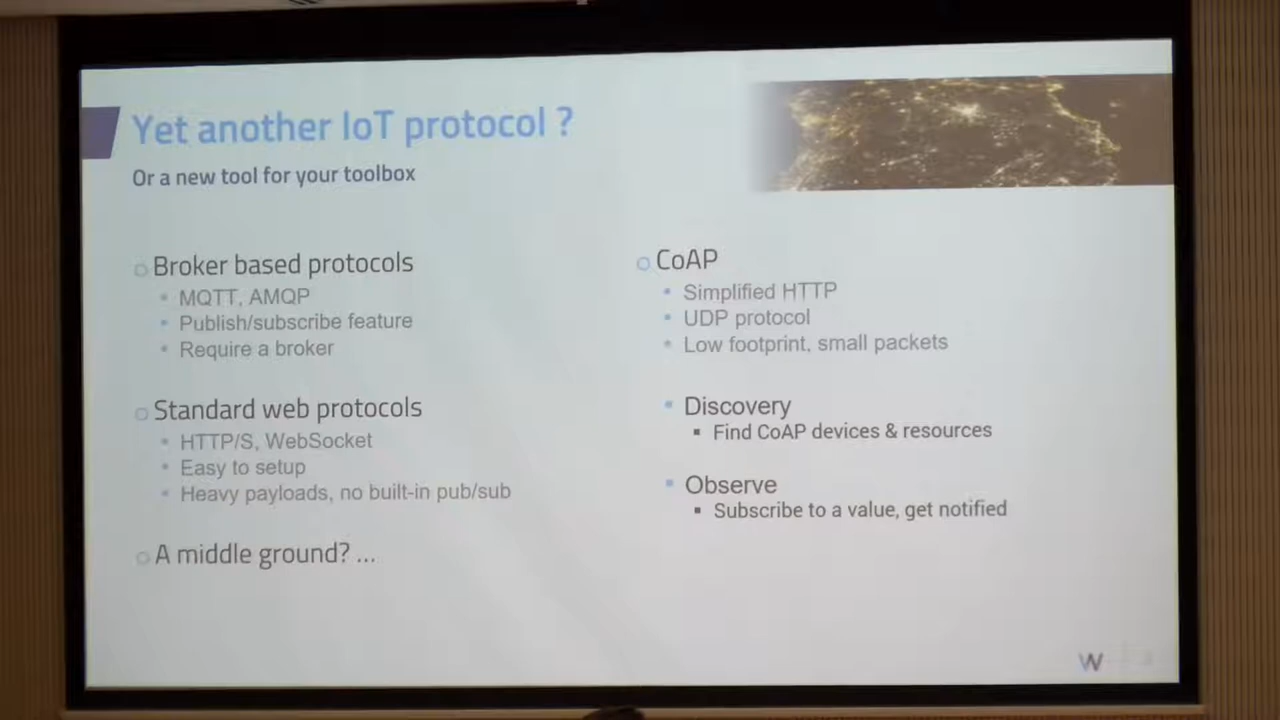 Yet another IoT protocol ?
Or a new tool for your toolbox
Broker based protocols
MQTT, AMQP
Publish/subscribe feature
Require a broker
Standard web protocols
HTTP/S, WebSocket
Easy to setup
Heavy payloads, no built-in pub/sub
A middle ground? ...
CoAP
Simplified HTTP
UDP protocol
Low footprint, small packets
Discovery
Find CoAP devices & resources
Observe
Subscribe to a value, get notified
W